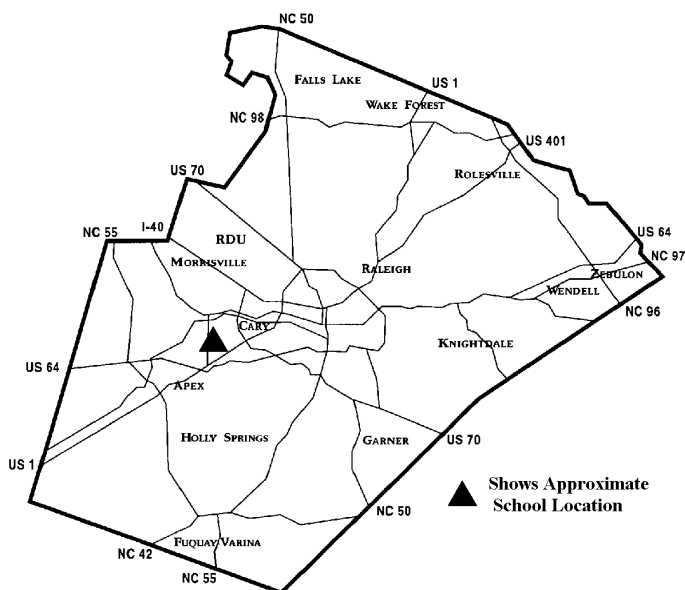 NC 50
FALLS LAKE
US 1
WAKE FOREST
NC 98
US 401
US 70
ROLESVILLE
NC 55
I-40
RDU
US 64
NC 97
MORRISVILLE
RALEIGH
ZEBULON
WENDELL
NC 96
CARY
KNIGHTDALE
US 64
APEX
HOLLY SPRINGS
GARNER
US 70
US 1
Shows Approximate
School Location
NC 50
FUQUAY-VARINA
NC 42
NC 55